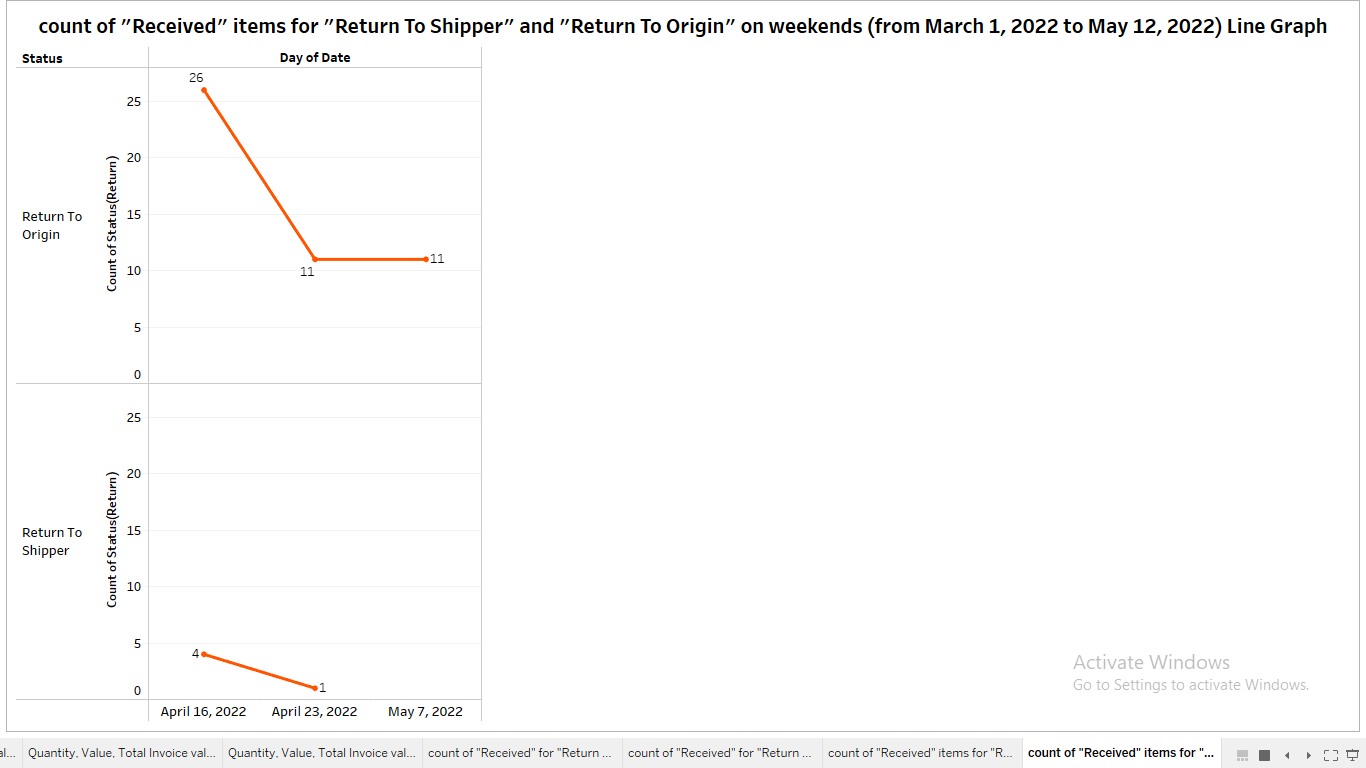 count of "Received" items for "Return To Shipper" and "Return To Origin" on weekends (from March 1, 2022 to May 12, 2022) Line Graph
Status
Day of Date
Return To
Origin
Count of Status(Return)
25
20
15
10
5
0
26
11
11
Return To
Shipper
Count of Status(Return)
25
20
15
10
5
0
4
1
April 16, 2022
April 23, 2022
May 7, 2022
Activate Windows
Go to Settings to activate Windows.
al...
Quantity, Value, Total Invoice val...
Quantity, Value, Total Invoice val...
count of "Received" for "Return ...
count of "Received" for "Return ...
count of "Received" items for "R...
count of "Received" items for "...